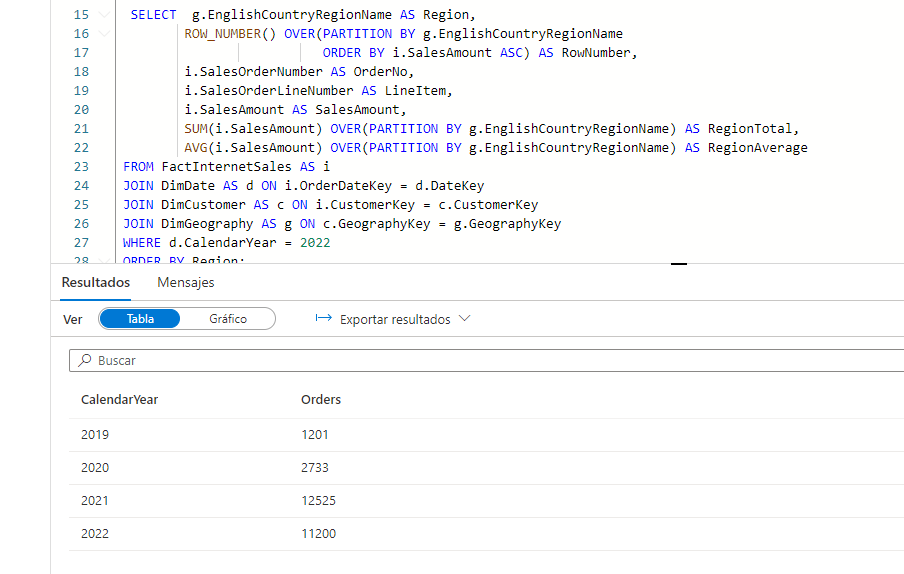 15 SELECT g.EnglishCountryRegionName AS Region,
16 ROW_NUMBER() OVER(PARTITION BY g.EnglishCountryRegionName
17 ORDER BY i.SalesAmount ASC) AS RowNumber,
18 i.SalesOrderNumber AS OrderNo,
19 i.SalesOrderLineNumber AS LineItem,
20 i.SalesAmount AS SalesAmount,
21 SUM(i.SalesAmount) OVER(PARTITION BY g.EnglishCountryRegionName) AS RegionTotal,
22 AVG(i.SalesAmount) OVER(PARTITION BY g.EnglishCountryRegionName) AS RegionAverage
23 FROM FactInternetSales AS i
24 JOIN DimDate AS d ON i.OrderDateKey = d.DateKey
25 JOIN DimCustomer AS c ON i.CustomerKey = c.CustomerKey
26 JOIN DimGeography AS g ON c.GeographyKey = g.GeographyKey
27 WHERE d.CalendarYear = 2022
28 ORDER BY Region;
Resultados Mensajes
Ver Tabla Gráfico Exportar resultados
Buscar
CalendarYear Orders
2019 1201
2020 2733
2021 12525
2022 11200